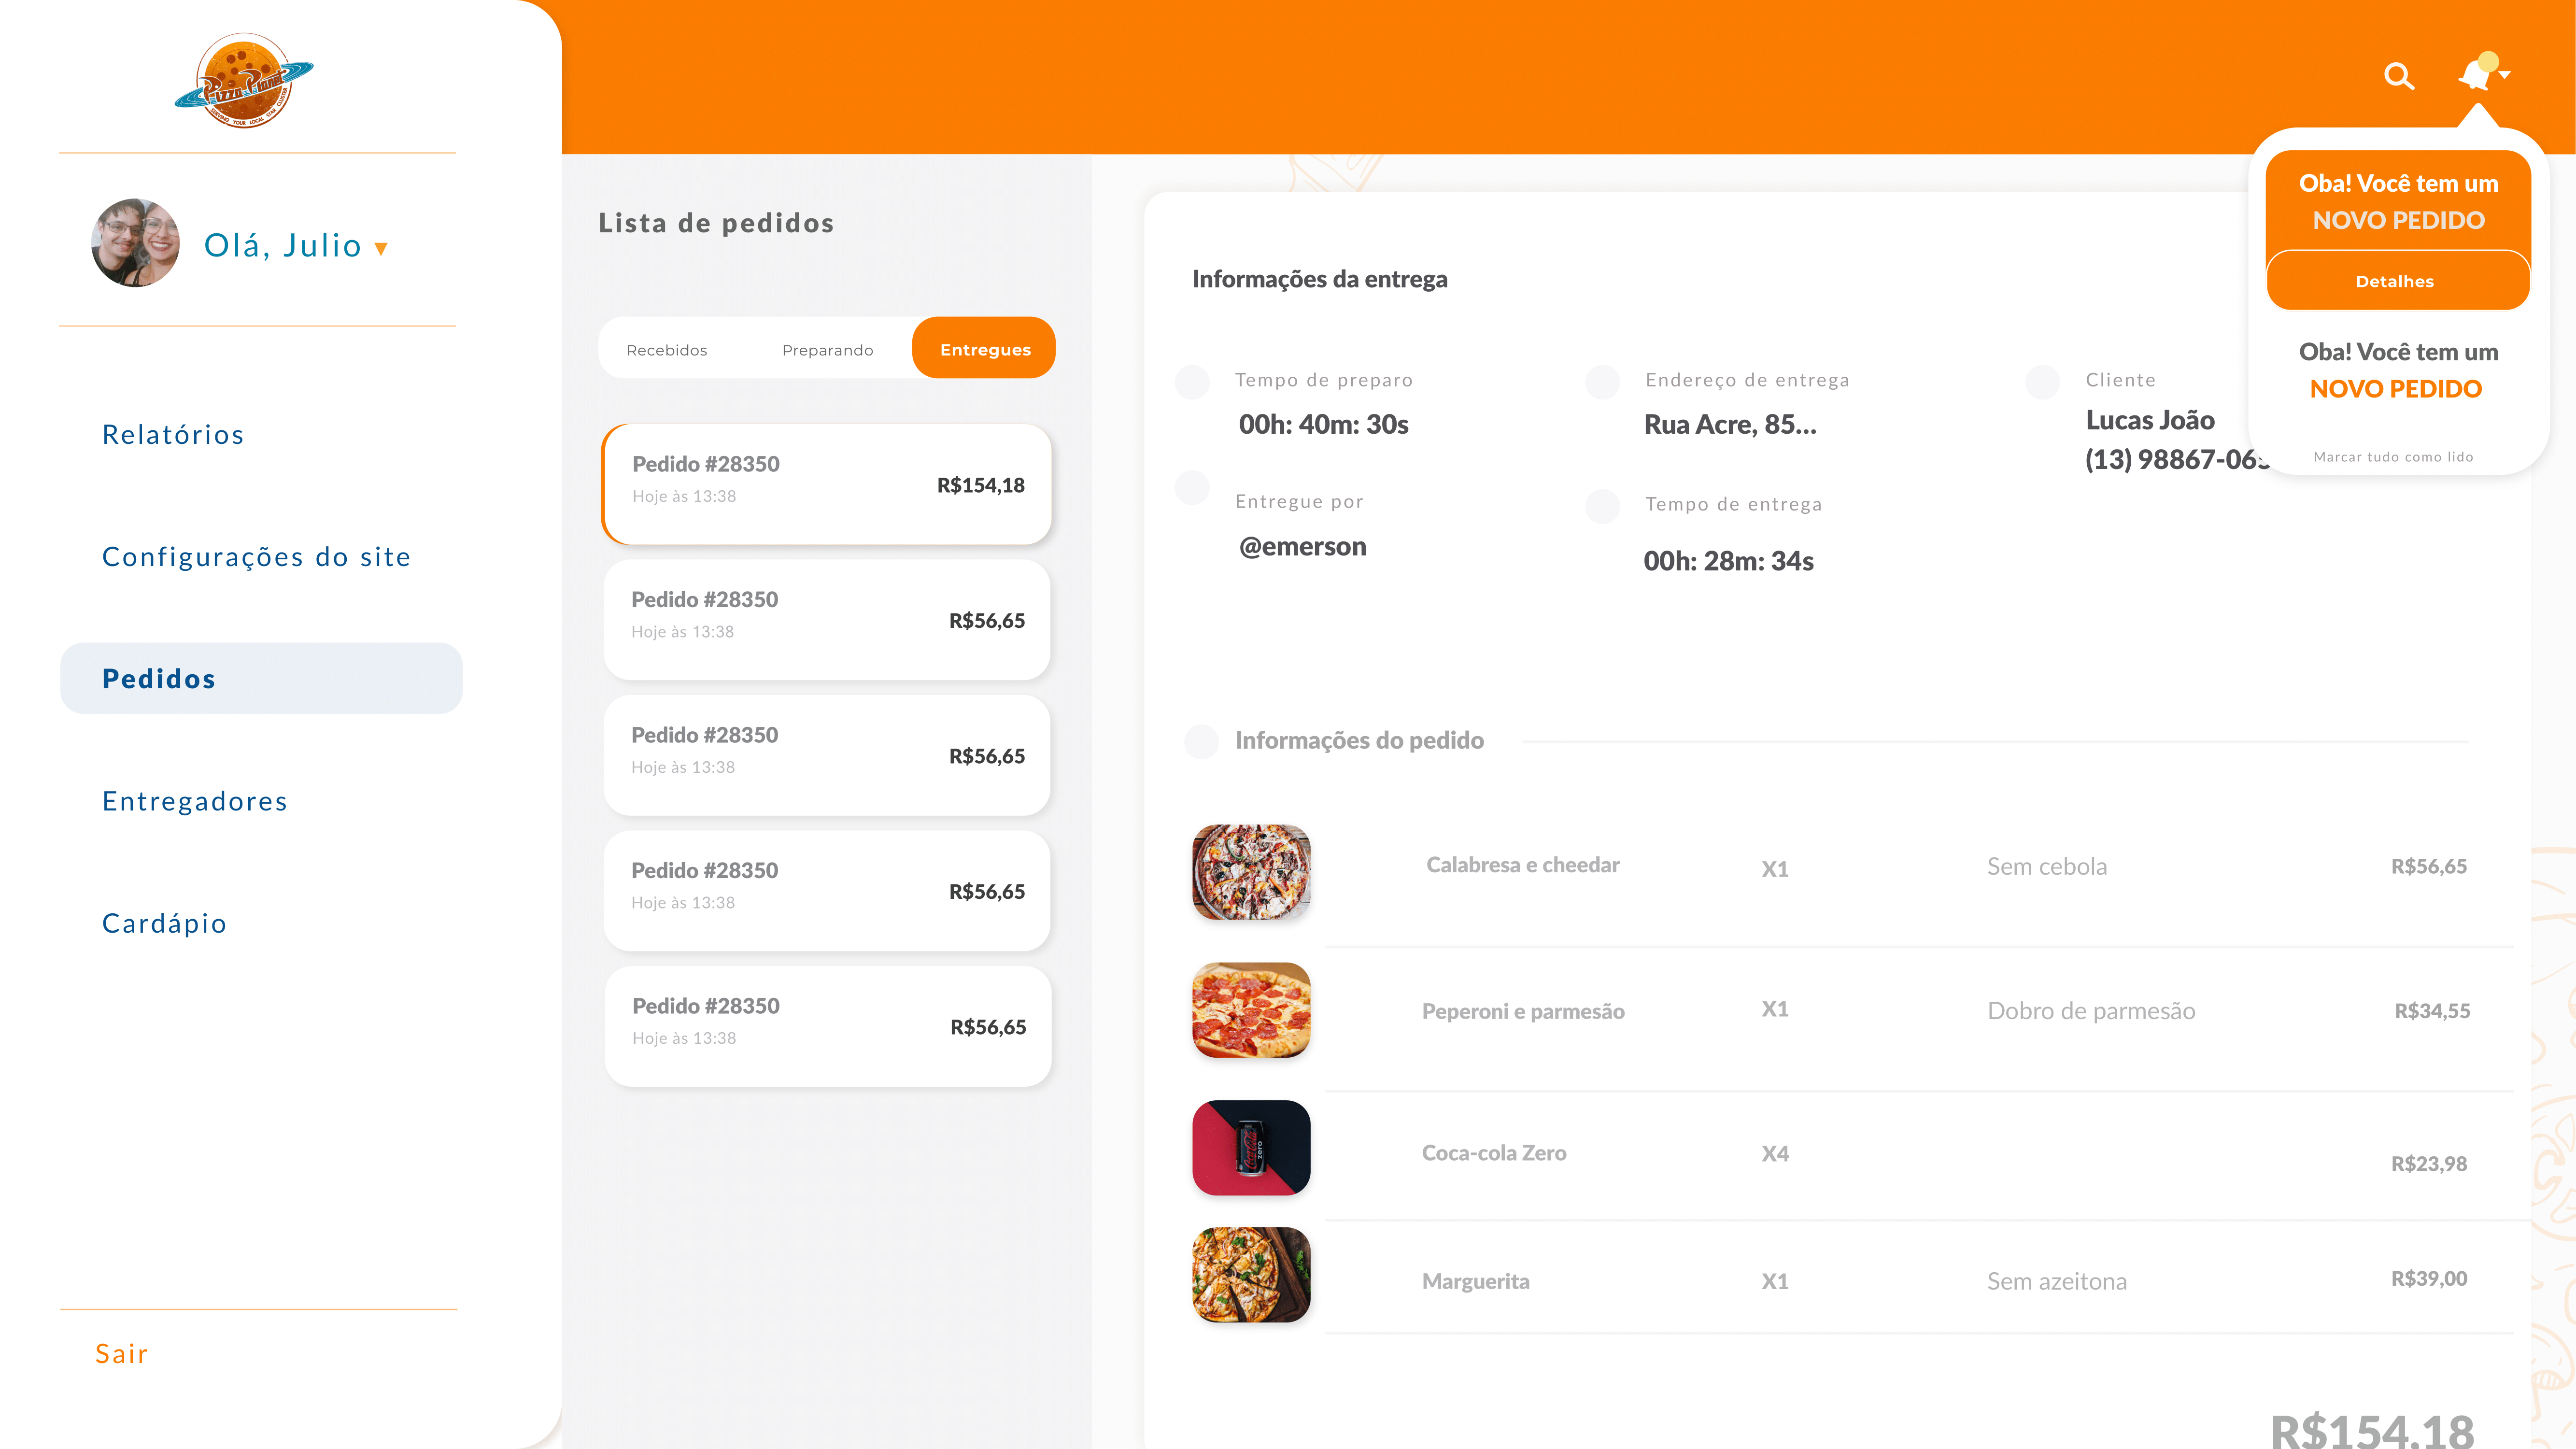 Pizza Planet
SERVING YOUR LOCAL STAR CLUSTER
Olá, Julio
Relatórios
Configurações do site
Pedidos
Entregadores
Cardápio
Sair
Lista de pedidos
Recebidos Preparando Entregues
Pedido #28350
Hoje às 13:38
R$154,18
Pedido #28350
Hoje às 13:38
R$56,65
Pedido #28350
Hoje às 13:38
R$56,65
Pedido #28350
Hoje às 13:38
R$56,65
Pedido #28350
Hoje às 13:38
R$56,65
Oba! Você tem um
NOVO PEDIDO
Detalhes
Oba! Você tem um
NOVO PEDIDO
Marcar tudo como lido
Informações da entrega
Tempo de preparo
00h: 40m: 30s
Endereço de entrega
Rua Acre, 85...
Cliente
Lucas João
(13) 98867-06
Entregue por
@emerson
Tempo de entrega
00h: 28m: 34s
Informações do pedido
Calabresa e cheedar X1 Sem cebola R$56,65
Peperoni e parmesão X1 Dobro de parmesão R$34,55
Coca-cola Zero X4 R$23,98
Marguerita X1 Sem azeitona R$39,00
R$154,18